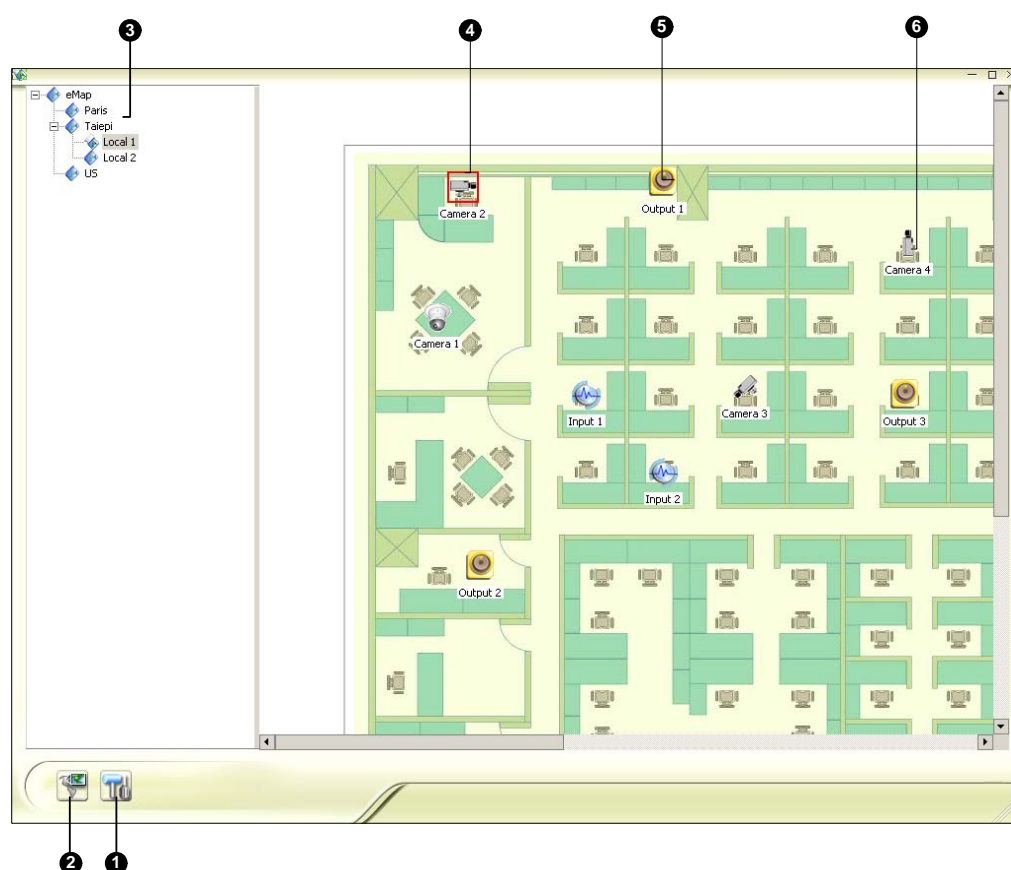 3
4
5
6
eMap
Paris
Taiepi
Local 1
Local 2
US
Camera 2
Output 1
Camera 4
Camera 1
Input 1
Camera 3
Output 3
Input 2
Output 2
2
1